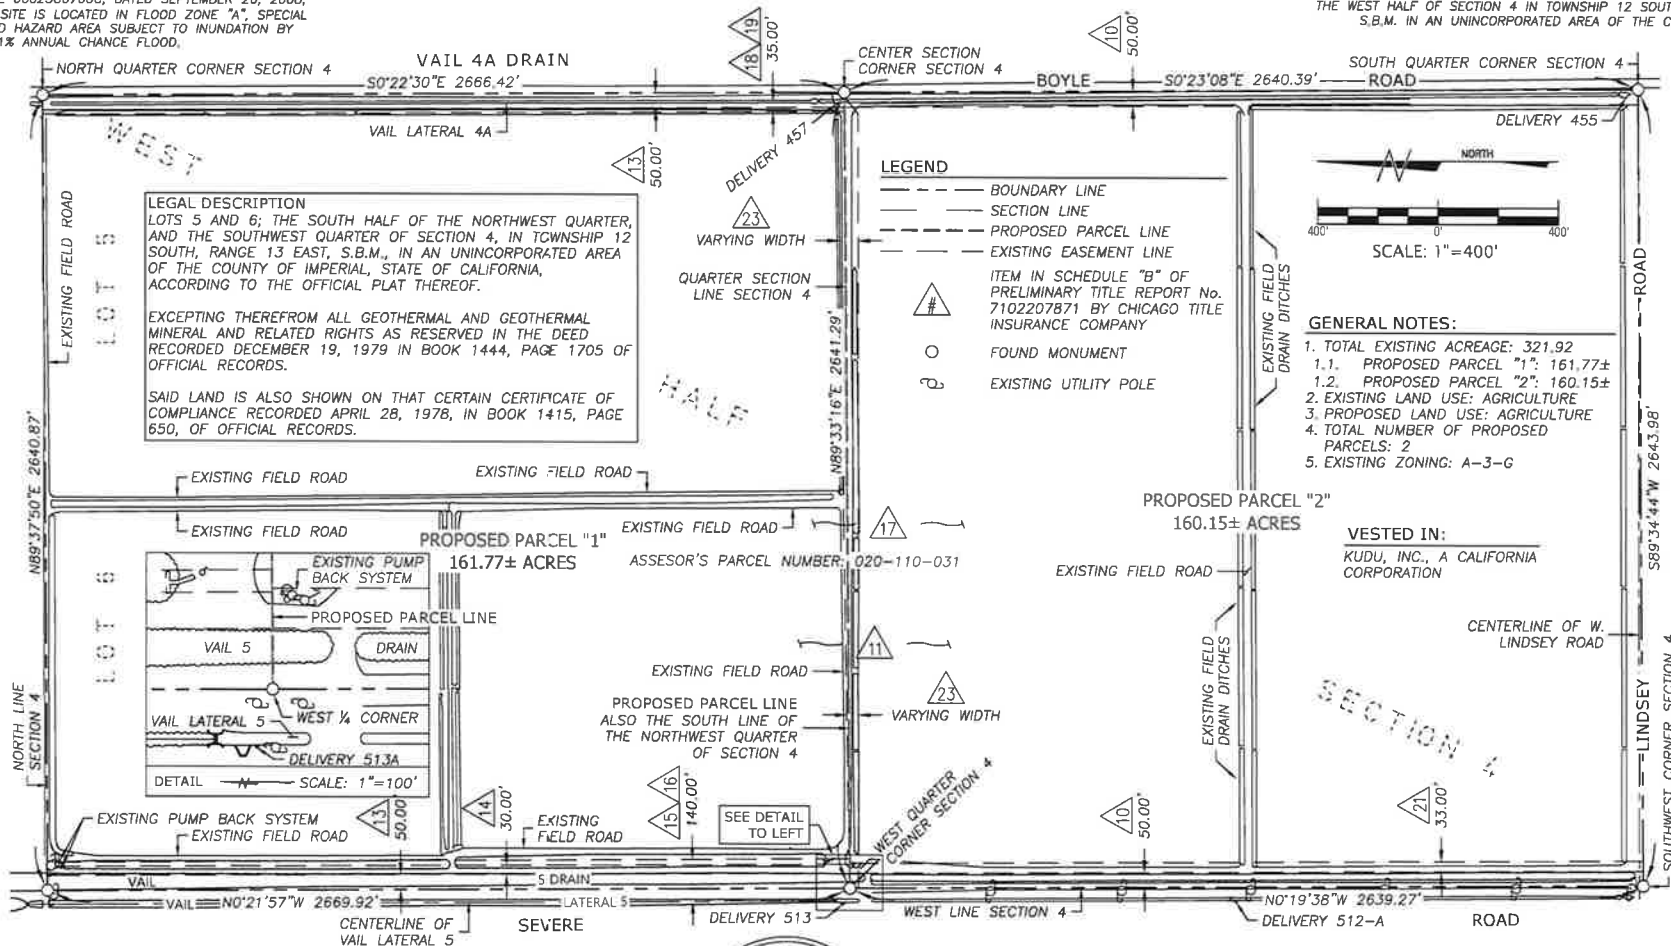 SITE IS LOCATED IN FLOOD ZONE "A", SPECIAL
HAZARD AREA SUBJECT TO INUNDATION BY
1% ANNUAL CHANCE FLOOD.
THE WEST HALF OF SECTION 4 IN TOWNSHIP 12
S.B.M. IN AN UNINCORPORATED AREA OF THE
VAIL 4A DRAIN
NORTH QUARTER CORNER SECTION 4
S0°22'30"E 2666.42'
18 19
35.00'
CENTER SECTION
CORNER SECTION 4
10
50.00'
BOYLE
S0°23'08"E 2640.39'
ROAD
SOUTH QUARTER CORNER SECTION 4
VAIL LATERAL 4A
DELIVERY 457
DELIVERY 455
WEST
13
50.00'
EXISTING FIELD ROAD
LOT 5
LEGAL DESCRIPTION
LOTS 5 AND 6; THE SOUTH HALF OF THE NORTHWEST QUARTER,
AND THE SOUTHWEST QUARTER OF SECTION 4, IN TOWNSHIP 12
SOUTH, RANGE 13 EAST, S.B.M., IN AN UNINCORPORATED AREA
OF THE COUNTY OF IMPERIAL, STATE OF CALIFORNIA,
ACCORDING TO THE OFFICIAL PLAT THEREOF.
EXCEPTING THEREFROM ALL GEOTHERMAL AND GEOTHERMAL
MINERAL AND RELATED RIGHTS AS RESERVED IN THE DEED
RECORDED DECEMBER 19, 1979 IN BOOK 1444, PAGE 1705 OF
OFFICIAL RECORDS.
SAID LAND IS ALSO SHOWN ON THAT CERTAIN CERTIFICATE OF
COMPLIANCE RECORDED APRIL 28, 1978, IN BOOK 1415, PAGE
650, OF OFFICIAL RECORDS.
23
VARYING WIDTH
QUARTER SECTION
LINE SECTION 4
N89°33'16"E 2641.29'
HALF
LEGEND
BOUNDARY LINE
SECTION LINE
PROPOSED PARCEL LINE
EXISTING EASEMENT LINE
#
ITEM IN SCHEDULE "B" OF
PRELIMINARY TITLE REPORT No.
7102207871 BY CHICAGO TITLE
INSURANCE COMPANY
FOUND MONUMENT
EXISTING UTILITY POLE
EXISTING FIELD
DRAIN DITCHES
NORTH
400' 0' 400'
SCALE: 1"=400'
GENERAL NOTES:
1. TOTAL EXISTING ACREAGE: 321.92
1.1. PROPOSED PARCEL "1": 161.77±
1.2. PROPOSED PARCEL "2": 160.15±
2. EXISTING LAND USE: AGRICULTURE
3. PROPOSED LAND USE: AGRICULTURE
4. TOTAL NUMBER OF PROPOSED
PARCELS: 2
5. EXISTING ZONING: A-3-G
ROAD
S89°34'44"W 2643.98'
N89°37'50"E 2640.87'
EXISTING FIELD ROAD
EXISTING FIELD ROAD
EXISTING FIELD ROAD
EXISTING FIELD ROAD
PROPOSED PARCEL "1"
161.77± ACRES
17
ASSESOR'S PARCEL NUMBER: 020-110-031
PROPOSED PARCEL "2"
160.15± ACRES
VESTED IN:
KUDU, INC., A CALIFORNIA
CORPORATION
EXISTING FIELD ROAD
LOT 6
EXISTING PUMP
BACK SYSTEM
PROPOSED PARCEL LINE
VAIL 5
DRAIN
VAIL LATERAL 5
WEST ¼ CORNER
DELIVERY 513A
DETAIL
SCALE: 1"=100'
11
EXISTING FIELD ROAD
PROPOSED PARCEL LINE
ALSO THE SOUTH LINE OF
THE NORTHWEST QUARTER
OF SECTION 4
23
VARYING WIDTH
EXISTING FIELD
DRAIN DITCHES
CENTERLINE OF W.
LINDSEY ROAD
SECTION 4
NORTH LINE
SECTION 4
LINDSEY
SOUTHWEST CORNER SECTION 4
EXISTING PUMP BACK SYSTEM
EXISTING FIELD ROAD
13
50.00'
14
30.00'
EXISTING
FIELD ROAD
15 16
140.00'
SEE DETAIL
TO LEFT
WEST QUARTER
CORNER SECTION 4
10
50.00'
21
33.00'
VAIL
5 DRAIN
VAIL
N0°21'57"W 2669.92'
LATERAL 5
CENTERLINE OF
VAIL LATERAL 5
SEVERE
DELIVERY 513
WEST LINE SECTION 4
N0°19'38"W 2639.27'
DELIVERY 512-A
ROAD